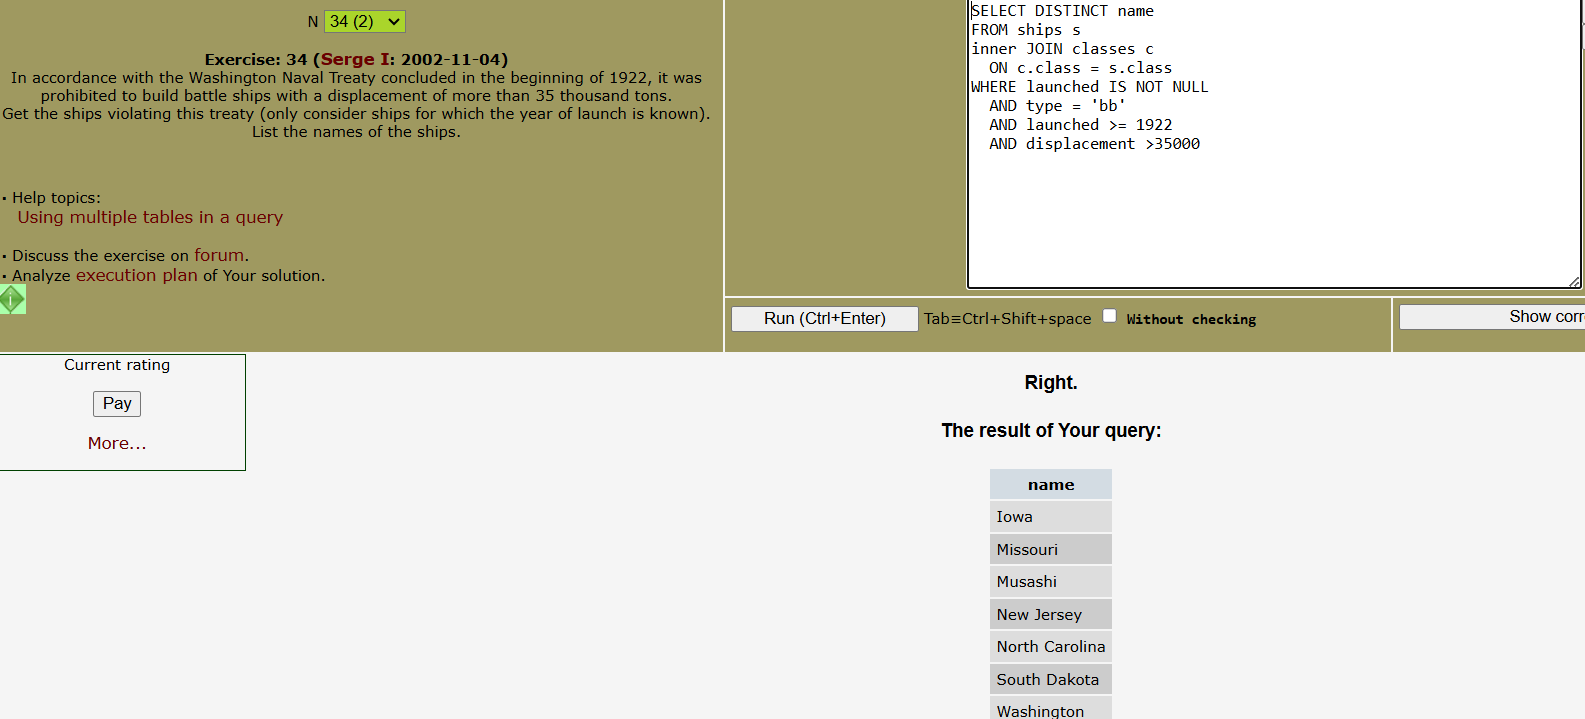 N 34 (2)
Exercise: 34 (Serge I: 2002-11-04)
In accordance with the Washington Naval Treaty concluded in the beginning of 1922, it was
prohibited to build battle ships with a displacement of more than 35 thousand tons.
Get the ships violating this treaty (only consider ships for which the year of launch is known).
List the names of the ships.
· Help topics:
Using multiple tables in a query
· Discuss the exercise on forum.
· Analyze execution plan of Your solution.
SELECT DISTINCT name
FROM ships s
inner JOIN classes c
  ON c.class = s.class
WHERE launched IS NOT NULL
  AND type = 'bb'
  AND launched >= 1922
  AND displacement >35000
Run (Ctrl+Enter) Tab≡Ctrl+Shift+space Without checking
Show corr
Current rating
Pay
More...
Right.
The result of Your query:
name
Iowa
Missouri
Musashi
New Jersey
North Carolina
South Dakota
Washington